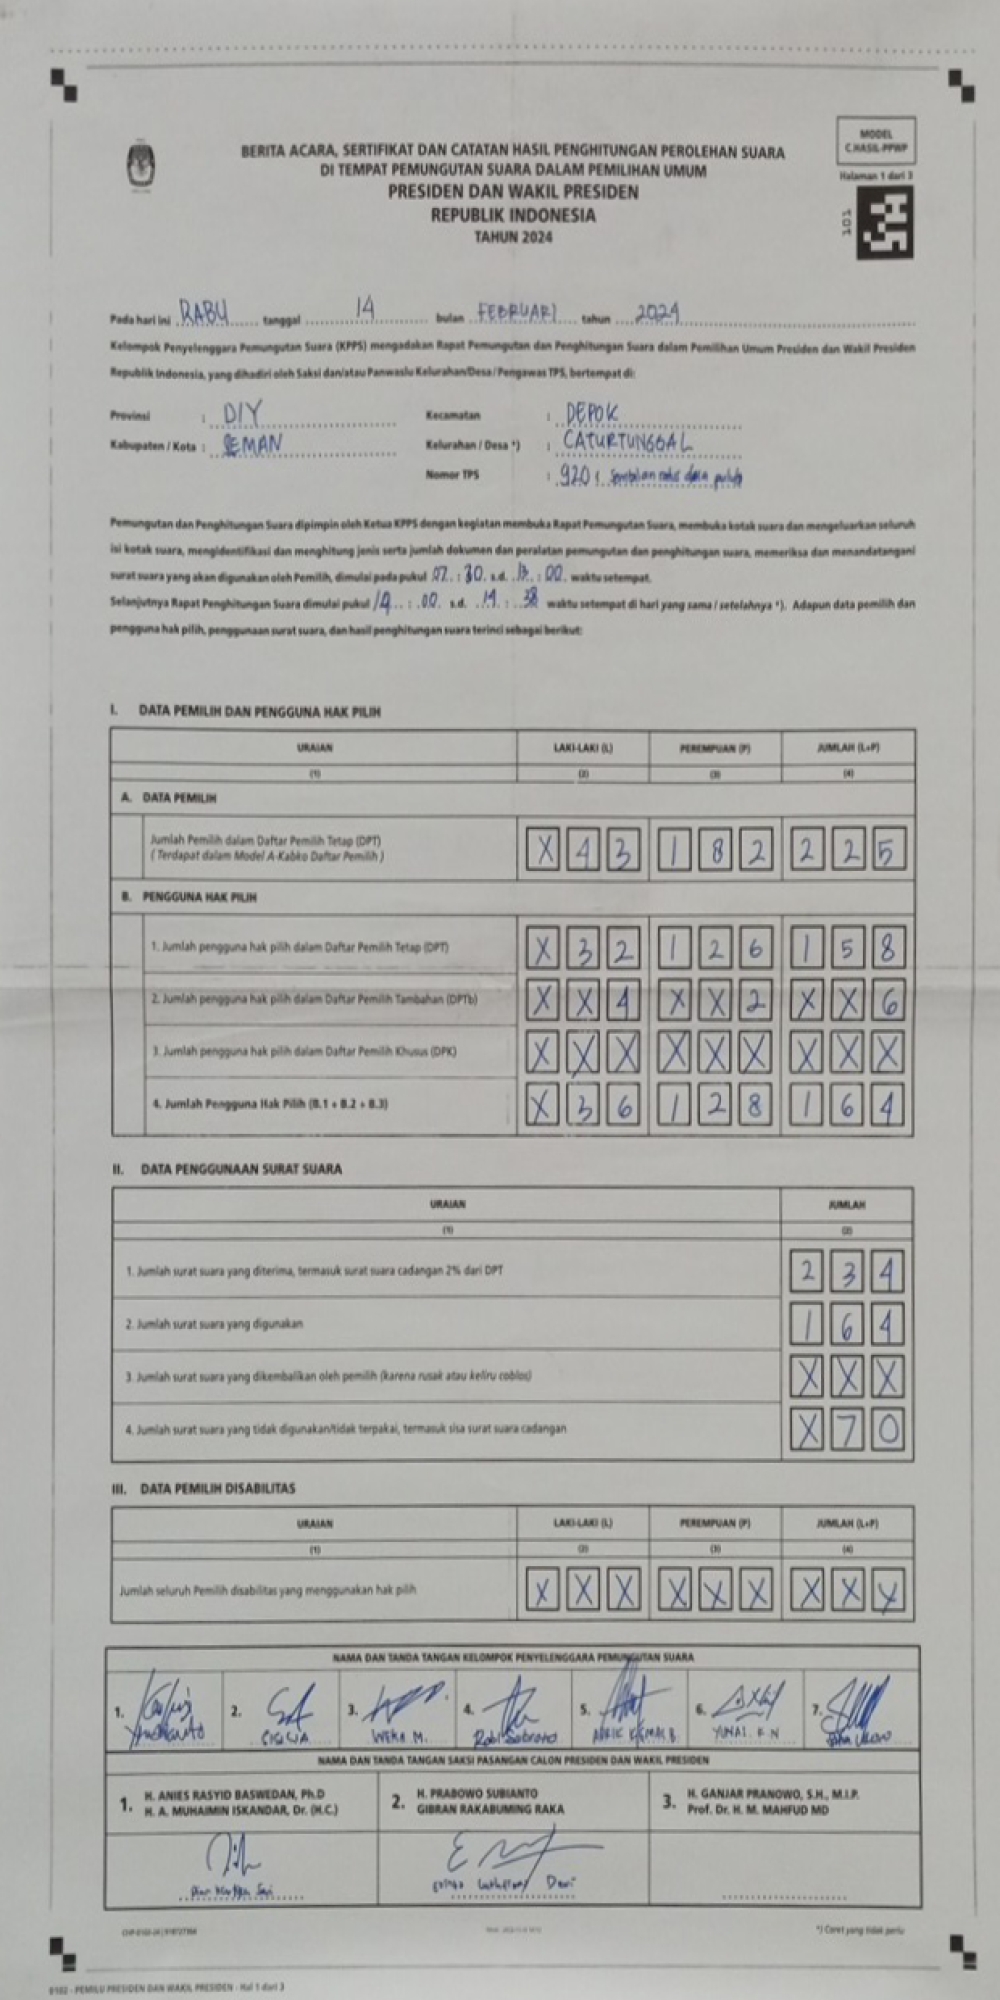 MODEL
C.HASIL-PPWP
Halaman 1 dari 3
101
BERITA ACARA, SERTIFIKAT DAN CATATAN HASIL PENGHITUNGAN PEROLEHAN SUARA
DI TEMPAT PEMUNGUTAN SUARA DALAM PEMILIHAN UMUM
PRESIDEN DAN WAKIL PRESIDEN
REPUBLIK INDONESIA
TAHUN 2024
Pada hari ini RABU tanggal 14 bulan FEBRUARI tahun 2024
Kelompok Penyelenggara Pemungutan Suara (KPPS) mengadakan Rapat Pemungutan dan Penghitungan Suara dalam Pemilihan Umum Presiden dan Wakil Presiden
Republik Indonesia, yang dihadiri oleh Saksi dan/atau Panwaslu Kelurahan/Desa / Pengawas TPS, bertempat di:
Provinsi : DIY Kecamatan : DEPOK
Kabupaten / Kota : SLEMAN Kelurahan / Desa *) : CATURTUNGGAL
Nomor TPS : 920
Pemungutan dan Penghitungan Suara dipimpin oleh Ketua KPPS dengan kegiatan membuka Rapat Pemungutan Suara, membuka kotak suara dan mengeluarkan seluruh
isi kotak suara, mengidentifikasi dan menghitung jenis serta jumlah dokumen dan peralatan pemungutan dan penghitungan suara, memeriksa dan menandatangani
surat suara yang akan digunakan oleh Pemilih, dimulai pada pukul 07 : 30 s.d. 13 : 00 waktu setempat.
Selanjutnya Rapat Penghitungan Suara dimulai pukul 14 : 00 s.d. 19 : 38 waktu setempat di hari yang sama / setelahnya *). Adapun data pemilih dan
pengguna hak pilih, penggunaan surat suara, dan hasil penghitungan suara terinci sebagai berikut:
I. DATA PEMILIH DAN PENGGUNA HAK PILIH
URAIAN LAKI-LAKI (L) PEREMPUAN (P) JUMLAH (L+P)
(1) (2) (3) (4)
A. DATA PEMILIH
Jumlah Pemilih dalam Daftar Pemilih Tetap (DPT)
( Terdapat dalam Model A-Kabko Daftar Pemilih ) X 4 3 1 8 2 2 2 5
B. PENGGUNA HAK PILIH
1. Jumlah pengguna hak pilih dalam Daftar Pemilih Tetap (DPT) X 3 2 1 2 6 1 5 8
2. Jumlah pengguna hak pilih dalam Daftar Pemilih Tambahan (DPTb) X X 4 X X 2 X X 6
3. Jumlah pengguna hak pilih dalam Daftar Pemilih Khusus (DPK) X X X X X X X X X
4. Jumlah Pengguna Hak Pilih (B.1 + B.2 + B.3) X 3 6 1 2 8 1 6 4
II. DATA PENGGUNAAN SURAT SUARA
URAIAN JUMLAH
(1) (2)
1. Jumlah surat suara yang diterima, termasuk surat suara cadangan 2% dari DPT 2 3 4
2. Jumlah surat suara yang digunakan 1 6 4
3. Jumlah surat suara yang dikembalikan oleh pemilih (karena rusak atau keliru coblos) X X X
4. Jumlah surat suara yang tidak digunakan/tidak terpakai, termasuk sisa surat suara cadangan X 7 0
III. DATA PEMILIH DISABILITAS
URAIAN LAKI-LAKI (L) PEREMPUAN (P) JUMLAH (L+P)
(1) (2) (3) (4)
Jumlah seluruh Pemilih disabilitas yang menggunakan hak pilih X X X X X X X X X
NAMA DAN TANDA TANGAN KELOMPOK PENYELENGGARA PEMUNGUTAN SUARA
1. 2. 3. 4. 5. 6. 7.
WEKA M.
NAMA DAN TANDA TANGAN SAKSI PASANGAN CALON PRESIDEN DAN WAKIL PRESIDEN
1. H. ANIES RASYID BASWEDAN, Ph.D
H. A. MUHAIMIN ISKANDAR, Dr. (H.C.)
2. H. PRABOWO SUBIANTO
GIBRAN RAKABUMING RAKA
3. H. GANJAR PRANOWO, S.H., M.I.P.
Prof. Dr. H. M. MAHFUD MD
*) Coret yang tidak perlu
0102 - PEMILU PRESIDEN DAN WAKIL PRESIDEN - Hal 1 dari 3